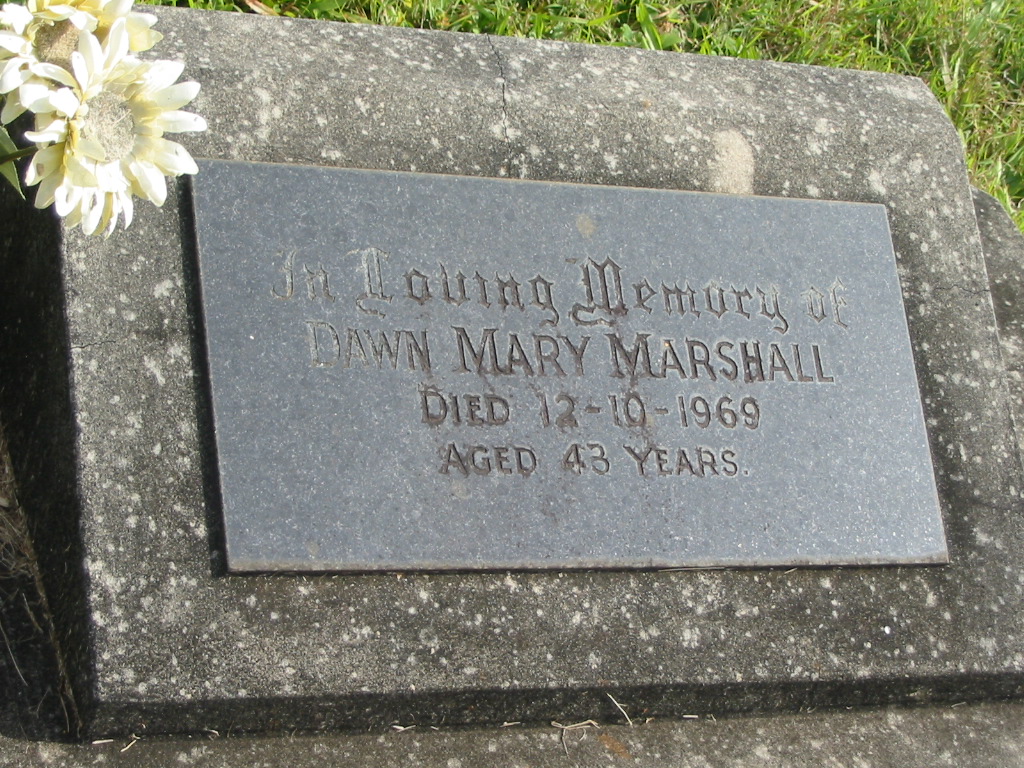 In Loving Memory of
DAWN MARY MARSHALL
DIED 12-10-1969
AGED 43 YEARS.